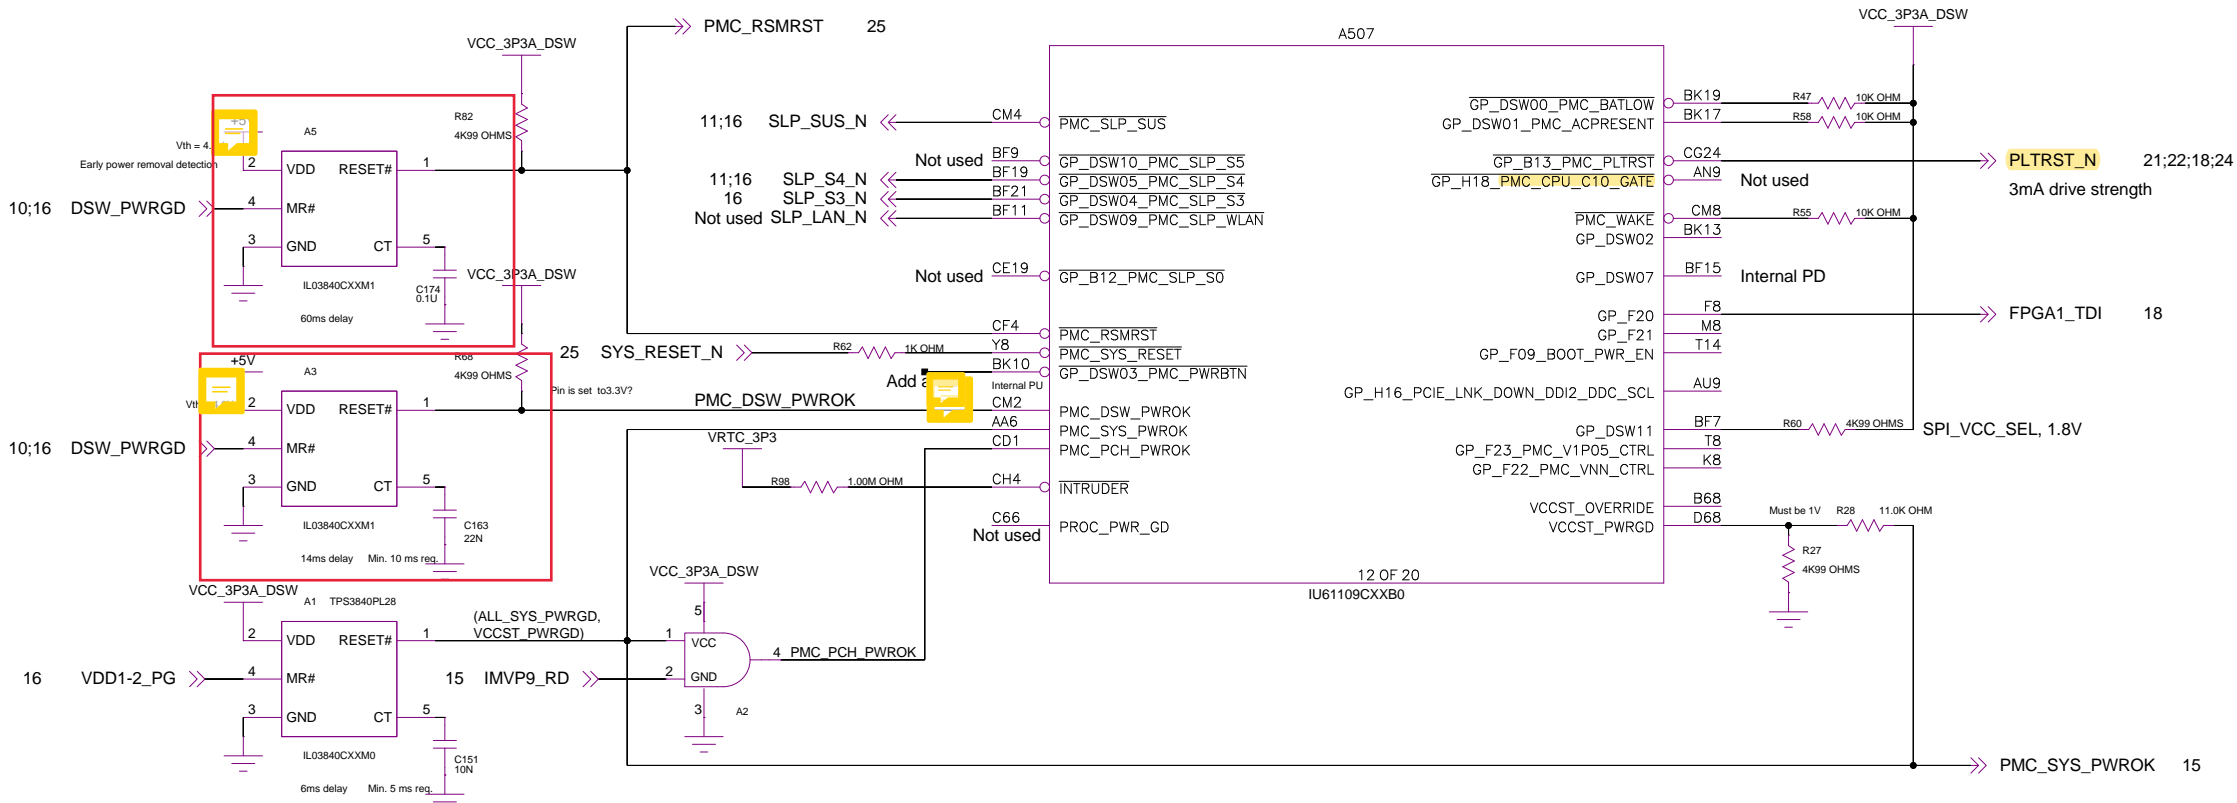 PMC_RSMRST 25
VCC_3P3A_DSW
R82
4K99 OHMS
A5
Vth = 4.
Early power removal detection
2 VDD RESET# 1
10;16 DSW_PWRGD 4 MR#
3 GND CT 5
IL03840CXXM1
C174
0.1U
60ms delay
VCC_3P3A_DSW
R68
4K99 OHMS
Pin is set to3.3V?
+5V
A3
2 VDD RESET# 1
10;16 DSW_PWRGD 4 MR#
3 GND CT 5
IL03840CXXM1
C163
22N
14ms delay Min. 10 ms req.
VCC_3P3A_DSW
A1 TPS3840PL28
2 VDD RESET# 1
16 VDD1-2_PG 4 MR#
3 GND CT 5
IL03840CXXM0
C151
10N
6ms delay Min. 5 ms req.
(ALL_SYS_PWRGD,
VCCST_PWRGD)
VCC_3P3A_DSW
5
1 VCC
4 PMC_PCH_PWROK
15 IMVP9_RD 2 GND
3
A2
A507
11;16 SLP_SUS_N CM4 PMC_SLP_SUS
Not used BF9 GP_DSW10_PMC_SLP_S5
11;16 SLP_S4_N BF19 GP_DSW05_PMC_SLP_S4
16 SLP_S3_N BF21 GP_DSW04_PMC_SLP_S3
Not used SLP_LAN_N BF11 GP_DSW09_PMC_SLP_WLAN
Not used CE19 GP_B12_PMC_SLP_S0
CF4 PMC_RSMRST
25 SYS_RESET_N R62 1K OHM Y8 PMC_SYS_RESET
Add BK10 GP_DSW03_PMC_PWRBTN
Internal PU
PMC_DSW_PWROK CM2 PMC_DSW_PWROK
AA6 PMC_SYS_PWROK
CD1 PMC_PCH_PWROK
VRTC_3P3
R98 1.00M OHM CH4 INTRUDER
C66 PROC_PWR_GD
Not used
VCC_3P3A_DSW
GP_DSW00_PMC_BATLOW BK19 R47 10K OHM
GP_DSW01_PMC_ACPRESENT BK17 R58 10K OHM
GP_B13_PMC_PLTRST CG24 PLTRST_N 21;22;18;24
GP_H18_PMC_CPU_C10_GATE AN9 Not used
3mA drive strength
PMC_WAKE CM8 R55 10K OHM
GP_DSW02 BK13
GP_DSW07 BF15 Internal PD
GP_F20 F8 FPGA1_TDI 18
GP_F21 M8
GP_F09_BOOT_PWR_EN T14
GP_H16_PCIE_LNK_DOWN_DDI2_DDC_SCL AU9
GP_DSW11 BF7 R60 4K99 OHMS SPI_VCC_SEL, 1.8V
GP_F23_PMC_V1P05_CTRL T8
GP_F22_PMC_VNN_CTRL K8
VCCST_OVERRIDE B68
VCCST_PWRGD D68 Must be 1V R28 11.0K OHM
R27
4K99 OHMS
12 OF 20
IU61109CXXB0
PMC_SYS_PWROK 15